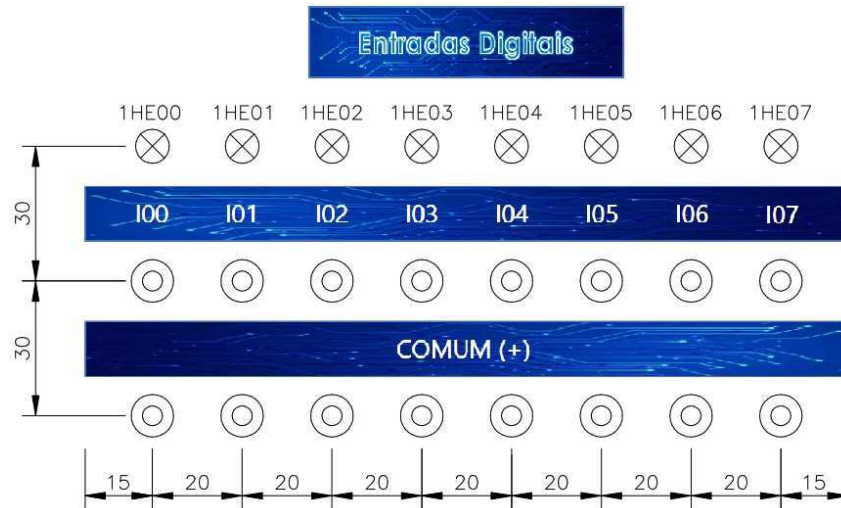 Entradas Digitais
1HE00 1HE01 1HE02 1HE03 1HE04 1HE05 1HE06 1HE07
30
I00 I01 I02 I03 I04 I05 I06 I07
30
COMUM (+)
15 20 20 20 20 20 20 20 15